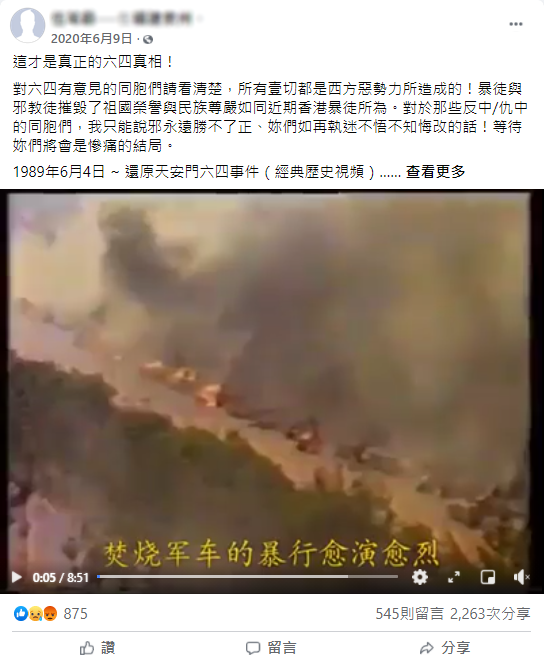 2020年6月9日 ·
這才是真正的六四真相！
對六四有意見的同胞們請看清楚，所有壹切都是西方惡勢力所造成的！暴徒與
邪教徒摧毀了祖國榮譽與民族尊嚴如同近期香港暴徒所為。對於那些反中/仇中
的同胞們，我只能說邪永遠勝不了正、妳們如再執迷不悟不知悔改的話！等待
妳們將會是慘痛的結局。
1989年6月4日 ~ 還原天安門六四事件（經典歷史視頻）...... 查看更多
焚烧军车的暴行愈演愈烈
0:05 / 8:51
875
545則留言 2,263次分享
讚 留言 分享